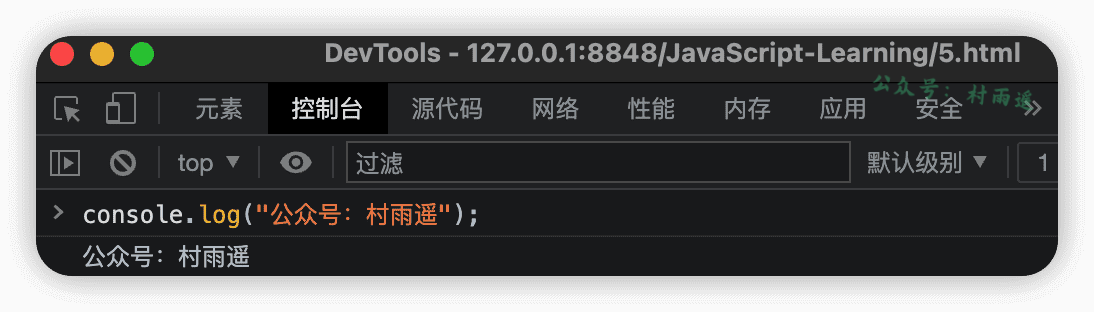 DevTools - 127.0.0.1:8848/JavaScript-Learning/5.html
元素 控制台 源代码 网络 性能 内存 应用 安全 »
公众号：村雨遥
top ▼ 过滤 默认级别 ▼ 1
> console.log("公众号：村雨遥");
公众号：村雨遥